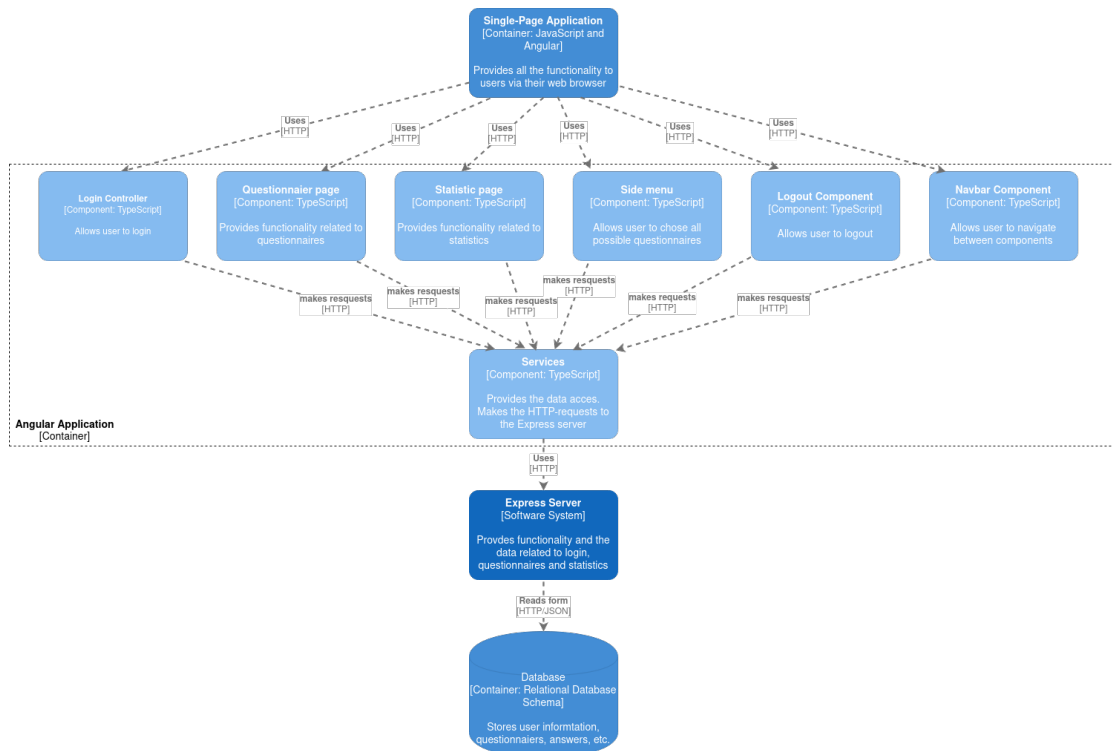 Single-Page Application
[Container: JavaScript and
Angular]
Provides all the functionality to
users via their web browser
Uses
[HTTP]
Uses
[HTTP]
Uses
[HTTP]
Uses
[HTTP]
Uses
[HTTP]
Uses
[HTTP]
Login Controller
[Component: TypeScript]
Allows user to login
Questionnaier page
[Component: TypeScript]
Provides functionality related to
questionnaires
Statistic page
[Component: TypeScript]
Provides functionality related to
statistics
Side menu
[Component: TypeScript]
Allows user to chose all
possible questionnaires
Logout Component
[Component: TypeScript]
Allows user to logout
Navbar Component
[Component: TypeScript]
Allows user to navigate
between components
makes resquests
[HTTP]
makes resquests
[HTTP]
makes resquests
[HTTP]
makes resquests
[HTTP]
makes requests
[HTTP]
makes resquests
[HTTP]
Services
[Component: TypeScript]
Provides the data acces.
Makes the HTTP-requests to
the Express server
Angular Application
[Container]
Uses
[HTTP]
Express Server
[Software System]
Provdes functionality and the
data related to login,
questionnaires and statistics
Reads form
[HTTP/JSON]
Database
[Container: Relational Database
Schema]
Stores user informtation,
questionnaiers, answers, etc.